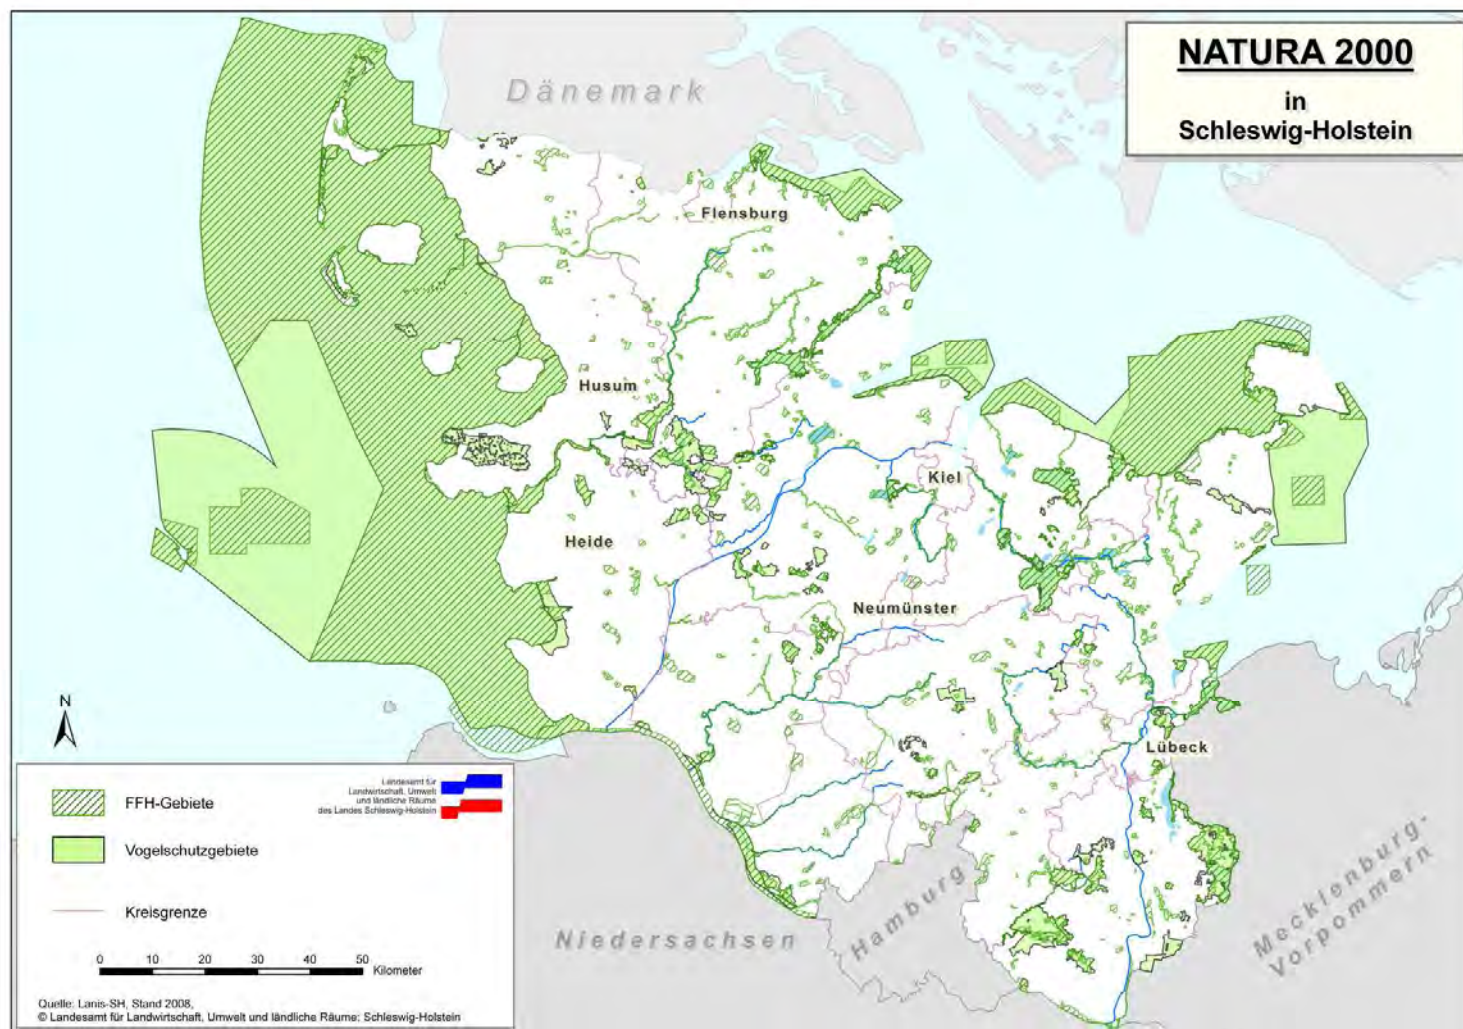 NATURA 2000
in
Schleswig-Holstein
Dänemark
Flensburg
Husum
Kiel
Heide
Neumünster
Lübeck
Niedersachsen
Hamburg
Mecklenburg-
Vorpommern
N
FFH-Gebiete
Vogelschutzgebiete
Kreisgrenze
Landesamt für
Landwirtschaft, Umwelt
und ländliche Räume
des Landes Schleswig-Holstein
0 10 20 30 40 50
Kilometer
Quelle: Lanis-SH, Stand 2008,
© Landesamt für Landwirtschaft, Umwelt und ländliche Räume: Schleswig-Holstein